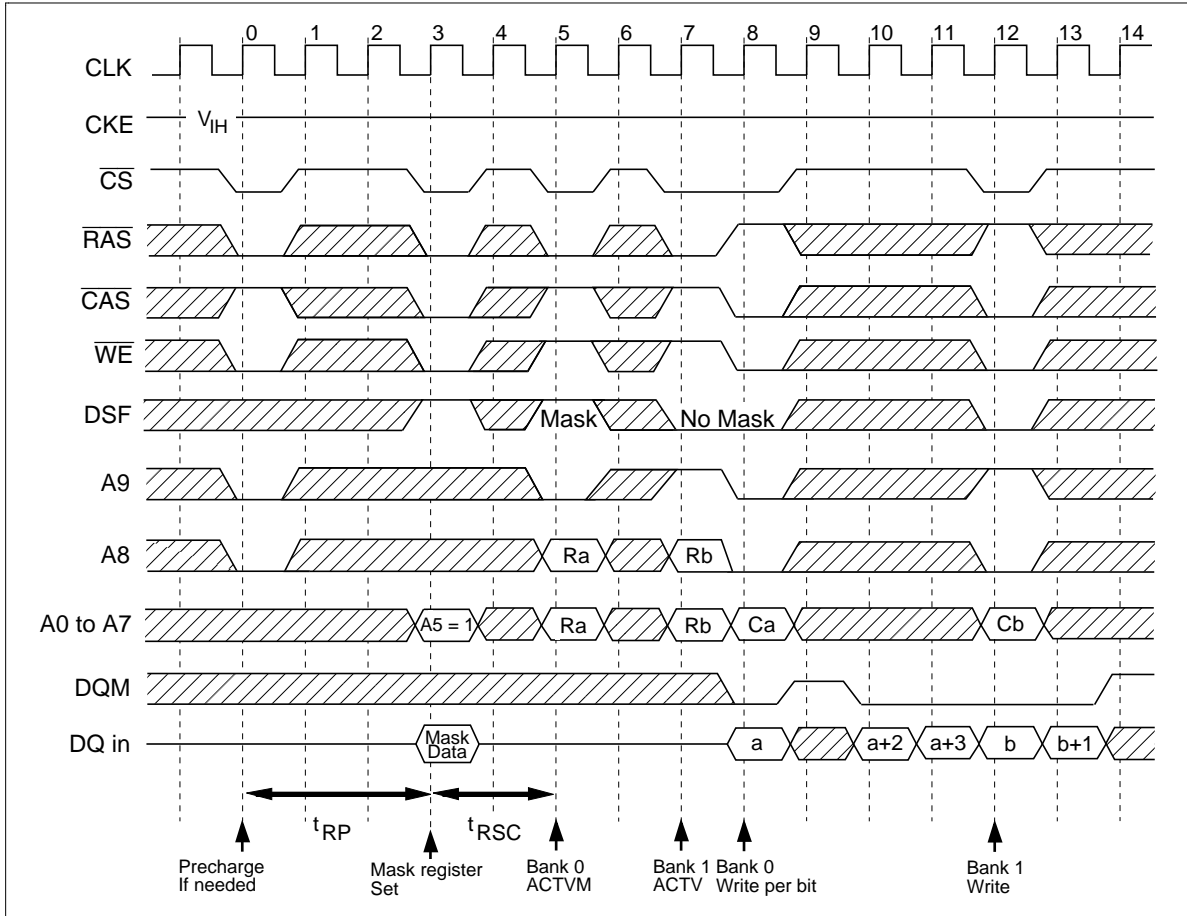 0 1 2 3 4 5 6 7 8 9 10 11 12 13 14
CLK
CKE
VIH
CS
RAS
CAS
WE
DSF
Mask
No Mask
A9
A8
Ra
Rb
A0 to A7
A5 = 1
Ra
Rb
Ca
Cb
DQM
DQ in
Mask
Data
a
a+2
a+3
b
b+1
tRP
tRSC
Precharge
If needed
Mask register
Set
Bank 0
ACTVM
Bank 1
ACTV
Bank 0
Write per bit
Bank 1
Write